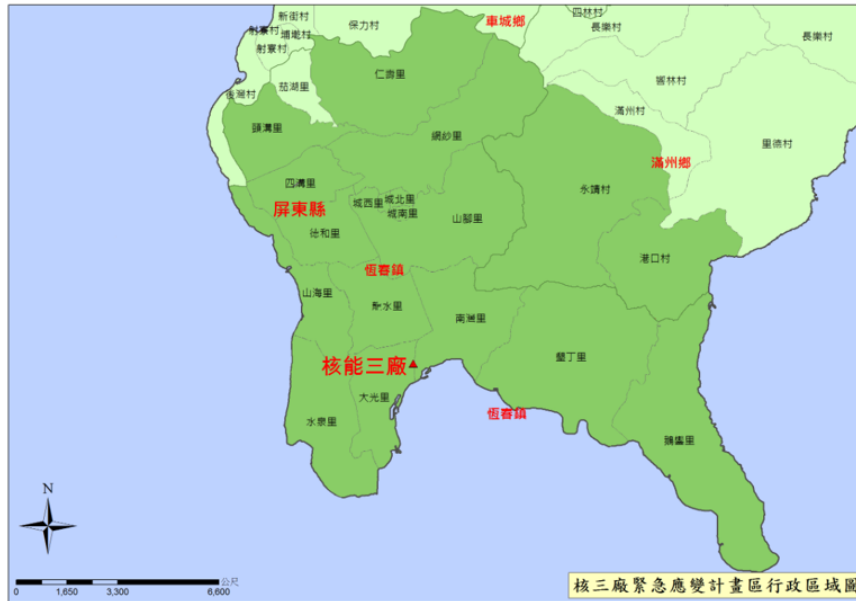 新街村
保力村
車城鄉
四林村
長樂村
長樂村
射寮村
埔墘村
射寮村
仁壽里
響林村
茄湖里
後灣村
滿州村
頭溝里
網紗里
里德村
滿州鄉
四溝里
永靖村
城西里
城北里
屏東縣
城南里
山腳里
德和里
港口村
恆春鎮
山海里
南灣里
墾丁里
核能三廠
大光里
恆春鎮
水泉里
鵝鑾里
N
公尺
0
1,650
3,300
6,600
核三廠緊急應變計畫區行政區域圖